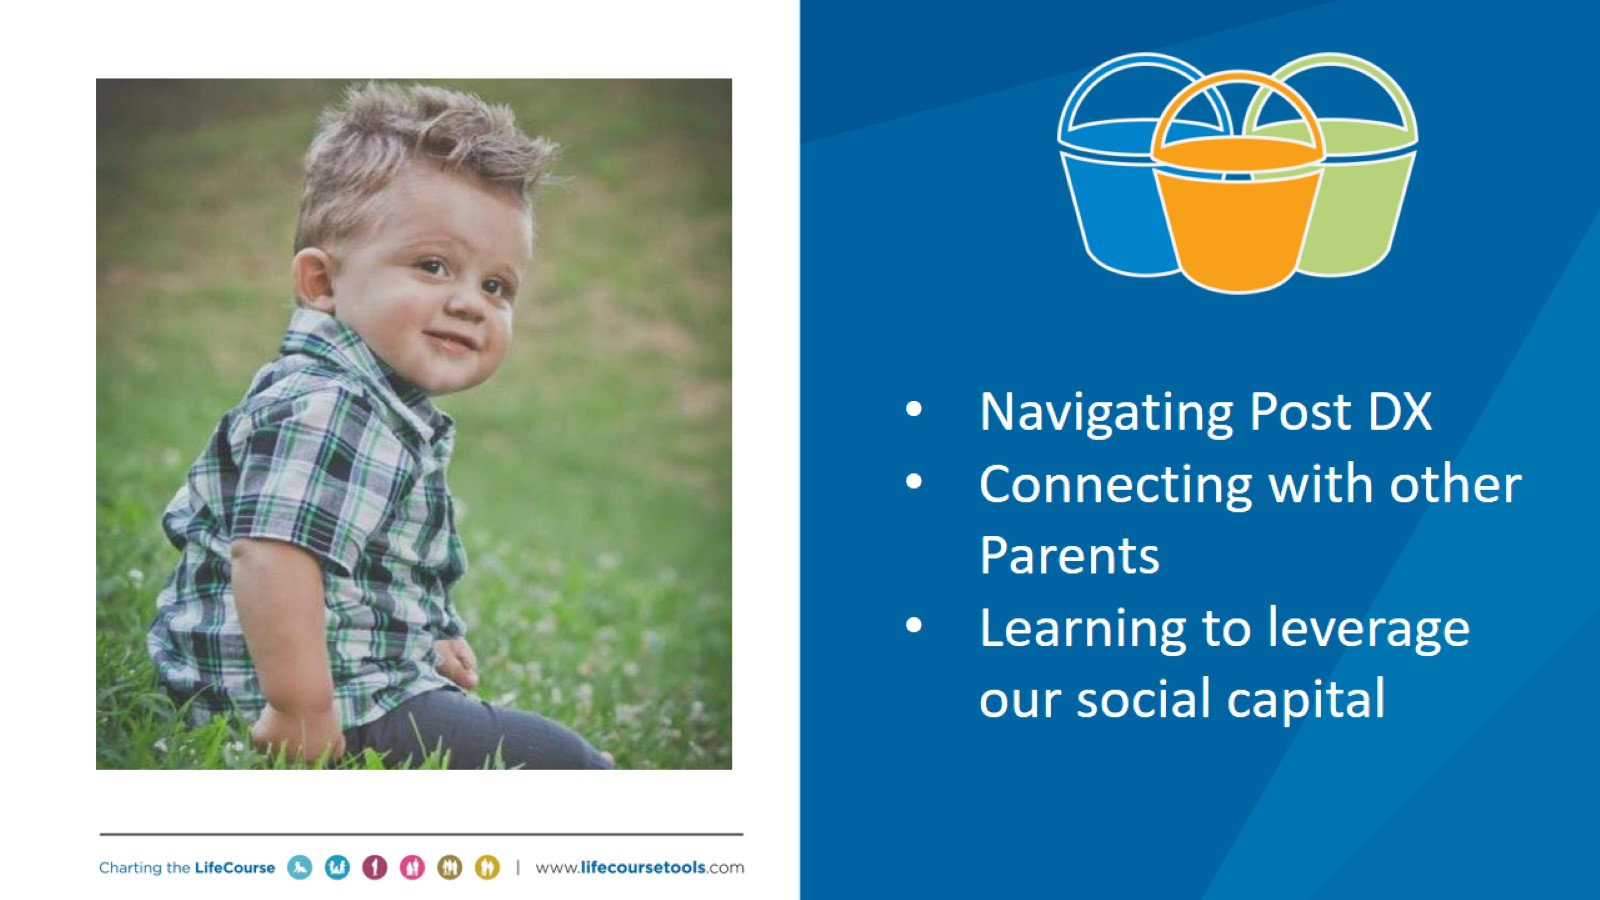 • Navigating Post DX
• Connecting with other
Parents
• Learning to leverage
our social capital
Charting the LifeCourse | www.lifecoursetools.com